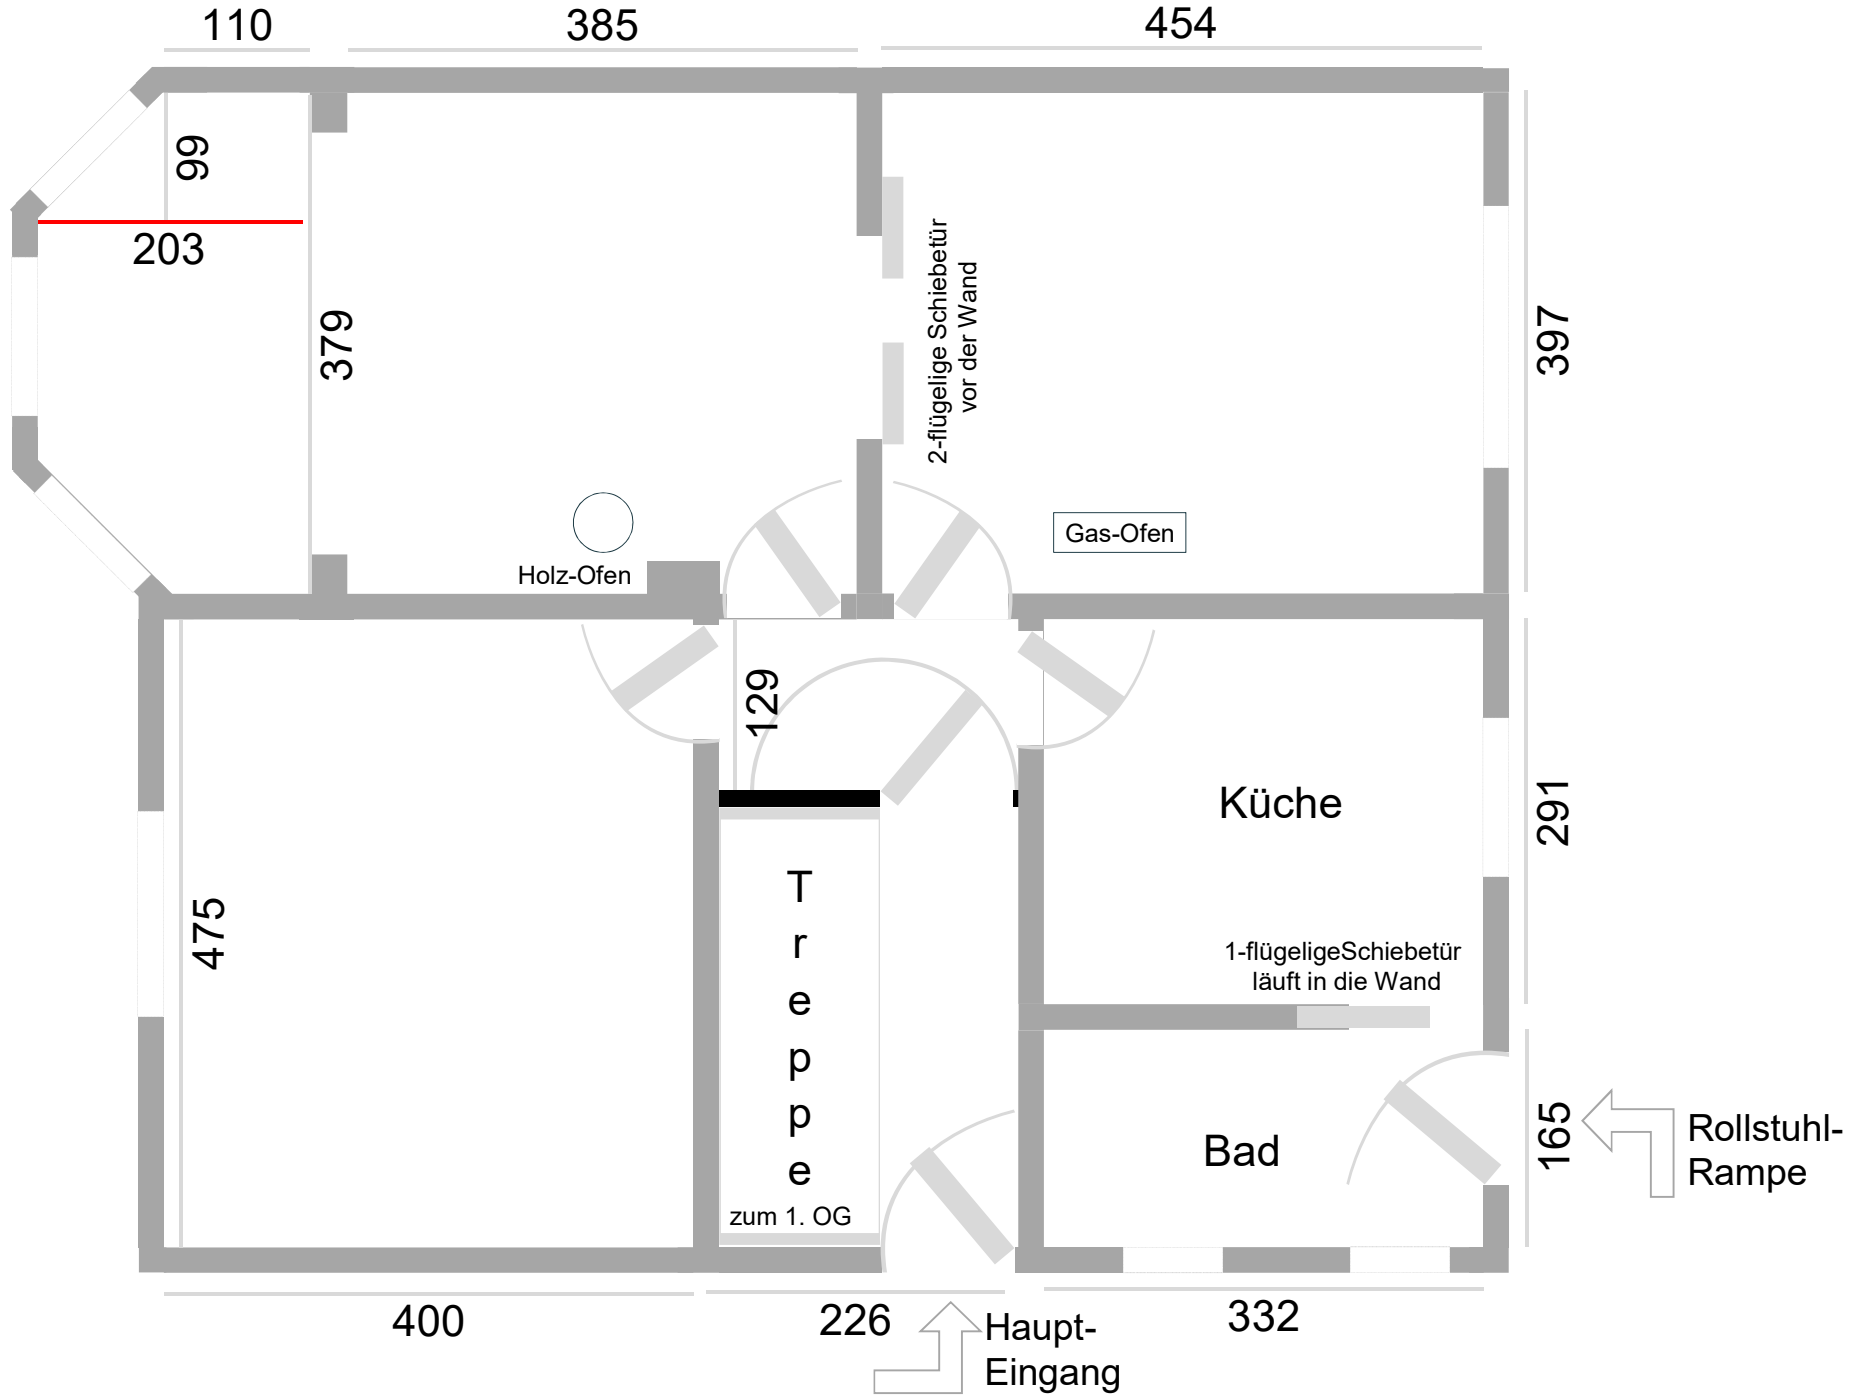 110
385
454
99
203
379
2-flügelige Schiebetür
vor der Wand
397
Holz-Ofen
Gas-Ofen
129
475
Treppe
zum 1. OG
Küche
291
1-flügeligeSchiebetür
läuft in die Wand
Bad
165
Rollstuhl-
Rampe
400
226
332
Haupt-
Eingang